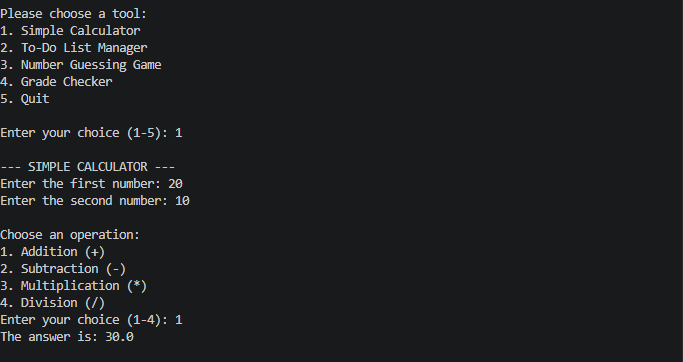 Please choose a tool:
1. Simple Calculator
2. To-Do List Manager
3. Number Guessing Game
4. Grade Checker
5. Quit
Enter your choice (1-5): 1
--- SIMPLE CALCULATOR ---
Enter the first number: 20
Enter the second number: 10
Choose an operation:
1. Addition (+)
2. Subtraction (-)
3. Multiplication (*)
4. Division (/)
Enter your choice (1-4): 1
The answer is: 30.0